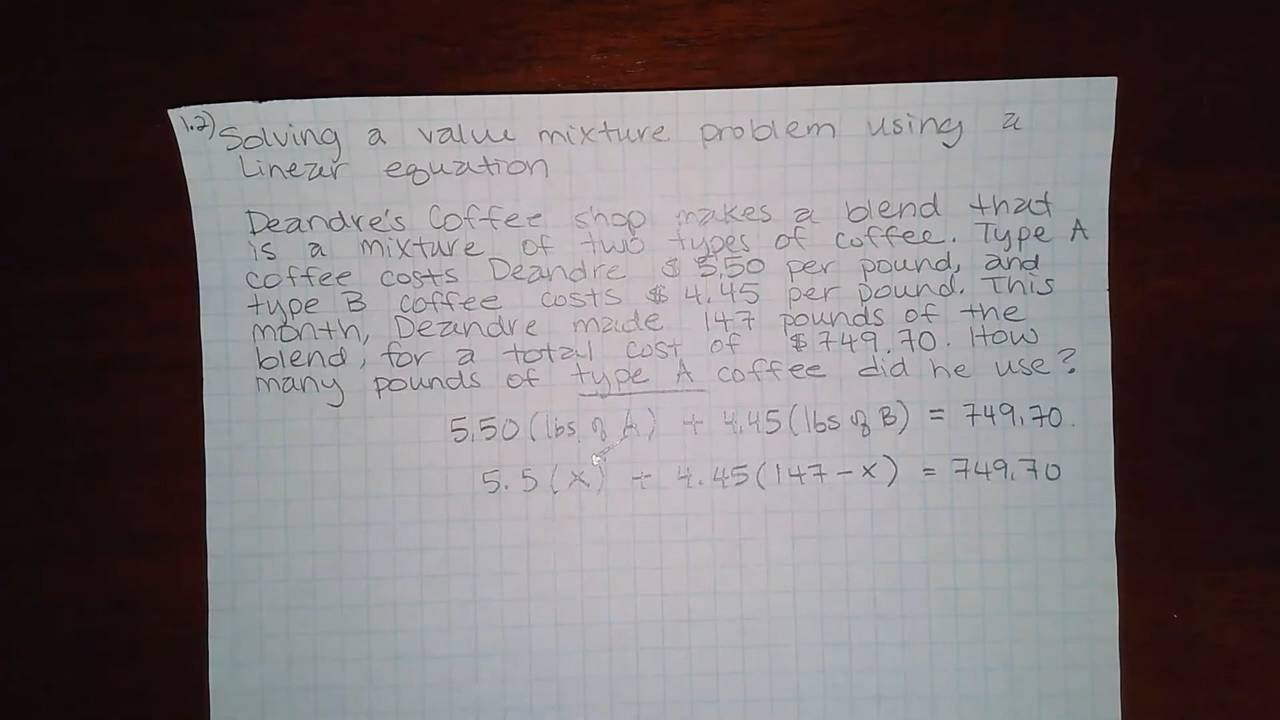 1.2) Solving a value mixture problem using a
linear equation
Deandre's Coffee shop makes a blend that
is a mixture of two types of coffee. Type A
coffee costs Deandre $ 5.50 per pound, and
type B coffee costs $ 4.45 per pound. This
month, Deandre made 147 pounds of the
blend, for a total cost of $749.70. How
many pounds of type A coffee did he use?
5.50 (lbs of A) + 4.45 (lbs of B) = 749.70.
5.5 (x) + 4.45 (147 - x) = 749.70